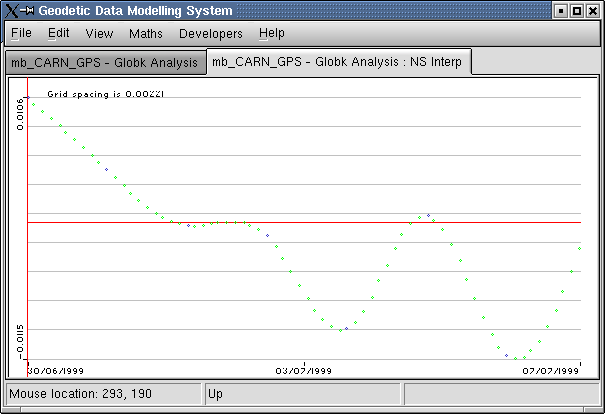 Geodetic Data Modelling System
File Edit View Maths Developers Help
mb_CARN_GPS - Globk Analysis
mb_CARN_GPS - Globk Analysis : NS Interp
Grid spacing is 0.00221
0.0106
-0.0115
30/06/1999 03/07/1999 07/07/1999
Mouse location: 293, 190 Up